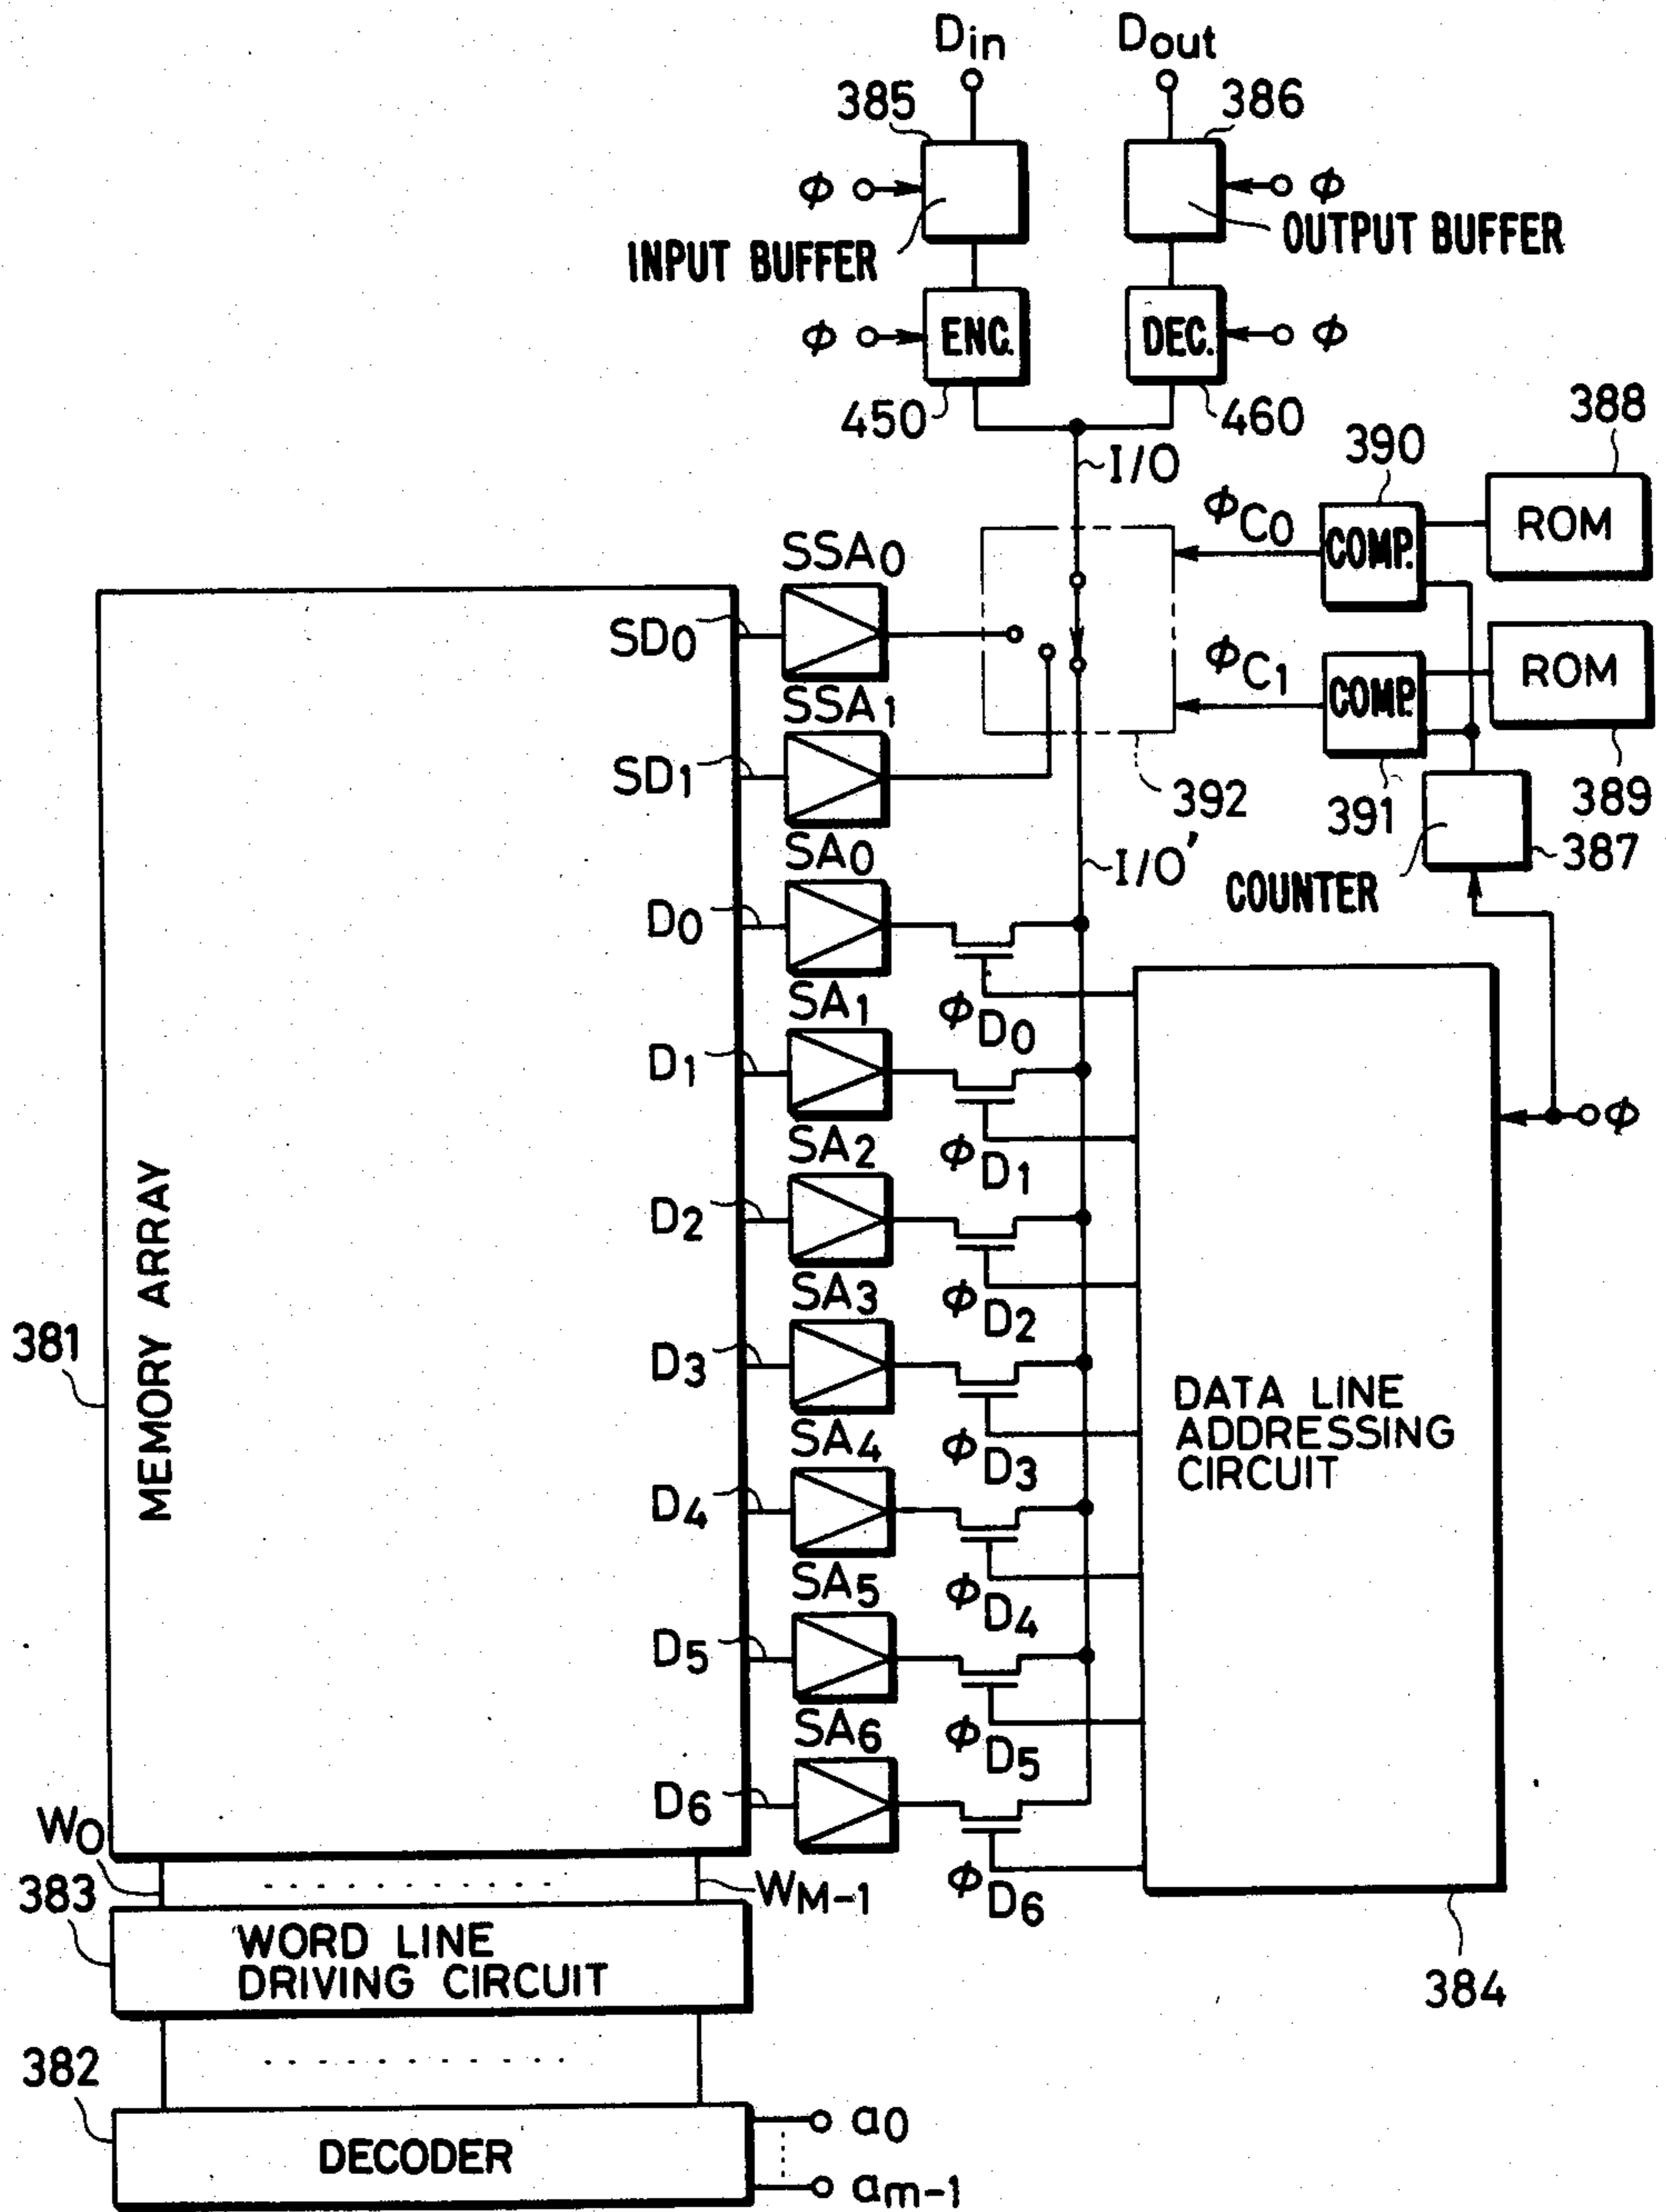 Din
Dout
385
386
ϕ
ϕ
INPUT BUFFER
OUTPUT BUFFER
ϕ
ENC.
DEC.
ϕ
450
460
388
I/O
390
ϕC0
COMP.
ROM
SSA0
SD0
ϕC1
COMP.
ROM
SSA1
SD1
392
391
389
387
SA0
I/O'
COUNTER
D0
ϕD0
SA1
D1
ϕ
ϕD1
SA2
D2
MEMORY ARRAY
ϕD2
SA3
381
D3
DATA LINE
ADDRESSING
CIRCUIT
ϕD3
SA4
D4
ϕD4
SA5
D5
ϕD5
SA6
D6
W0
ϕD6
383
WM-1
WORD LINE
DRIVING CIRCUIT
384
382
a0
DECODER
am-1